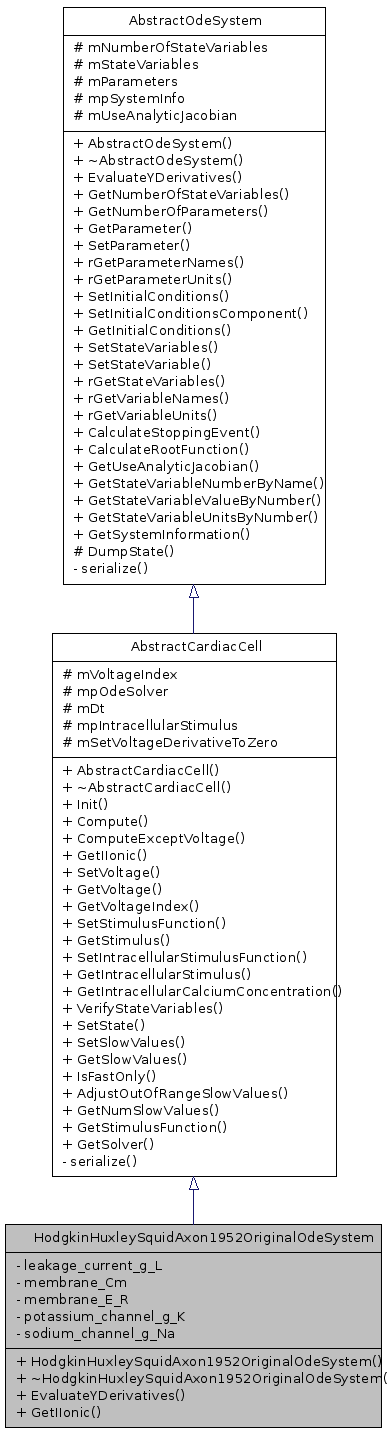 AbstractOdeSystem
# mNumberOfStateVariables
# mStateVariables
# mParameters
# mpSystemInfo
# mUseAnalyticJacobian
+ AbstractOdeSystem()
+ ~AbstractOdeSystem()
+ EvaluateYDerivatives()
+ GetNumberOfStateVariables()
+ GetNumberOfParameters()
+ GetParameter()
+ SetParameter()
+ rGetParameterNames()
+ rGetParameterUnits()
+ SetInitialConditions()
+ SetInitialConditionsComponent()
+ GetInitialConditions()
+ SetStateVariables()
+ SetStateVariable()
+ rGetStateVariables()
+ rGetVariableNames()
+ rGetVariableUnits()
+ CalculateStoppingEvent()
+ CalculateRootFunction()
+ GetUseAnalyticJacobian()
+ GetStateVariableNumberByName()
+ GetStateVariableValueByNumber()
+ GetStateVariableUnitsByNumber()
+ GetSystemInformation()
# DumpState()
- serialize()
AbstractCardiacCell
# mVoltageIndex
# mpOdeSolver
# mDt
# mpIntracellularStimulus
# mSetVoltageDerivativeToZero
+ AbstractCardiacCell()
+ ~AbstractCardiacCell()
+ Init()
+ Compute()
+ ComputeExceptVoltage()
+ GetIIonic()
+ SetVoltage()
+ GetVoltage()
+ GetVoltageIndex()
+ SetStimulusFunction()
+ GetStimulus()
+ SetIntracellularStimulusFunction()
+ GetIntracellularStimulus()
+ GetIntracellularCalciumConcentration()
+ VerifyStateVariables()
+ SetState()
+ SetSlowValues()
+ GetSlowValues()
+ IsFastOnly()
+ AdjustOutOfRangeSlowValues()
+ GetNumSlowValues()
+ GetStimulusFunction()
+ GetSolver()
- serialize()
HodgkinHuxleySquidAxon1952OriginalOdeSystem
- leakage_current_g_L
- membrane_Cm
- membrane_E_R
- potassium_channel_g_K
- sodium_channel_g_Na
+ HodgkinHuxleySquidAxon1952OriginalOdeSystem()
+ ~HodgkinHuxleySquidAxon1952OriginalOdeSystem(
+ EvaluateYDerivatives()
+ GetIIonic()